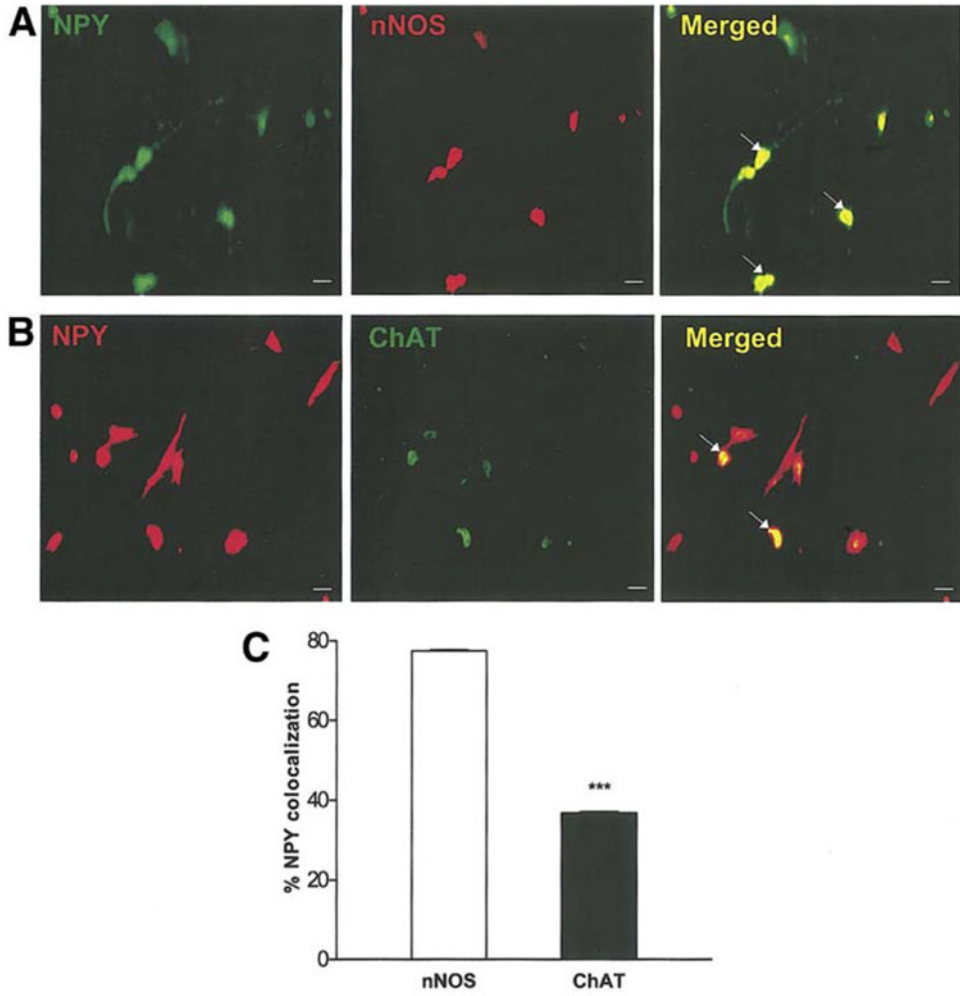 A
NPY
nNOS
Merged
B
NPY
ChAT
Merged
C
% NPY colocalization
80
60
40
20
0
***
nNOS
ChAT